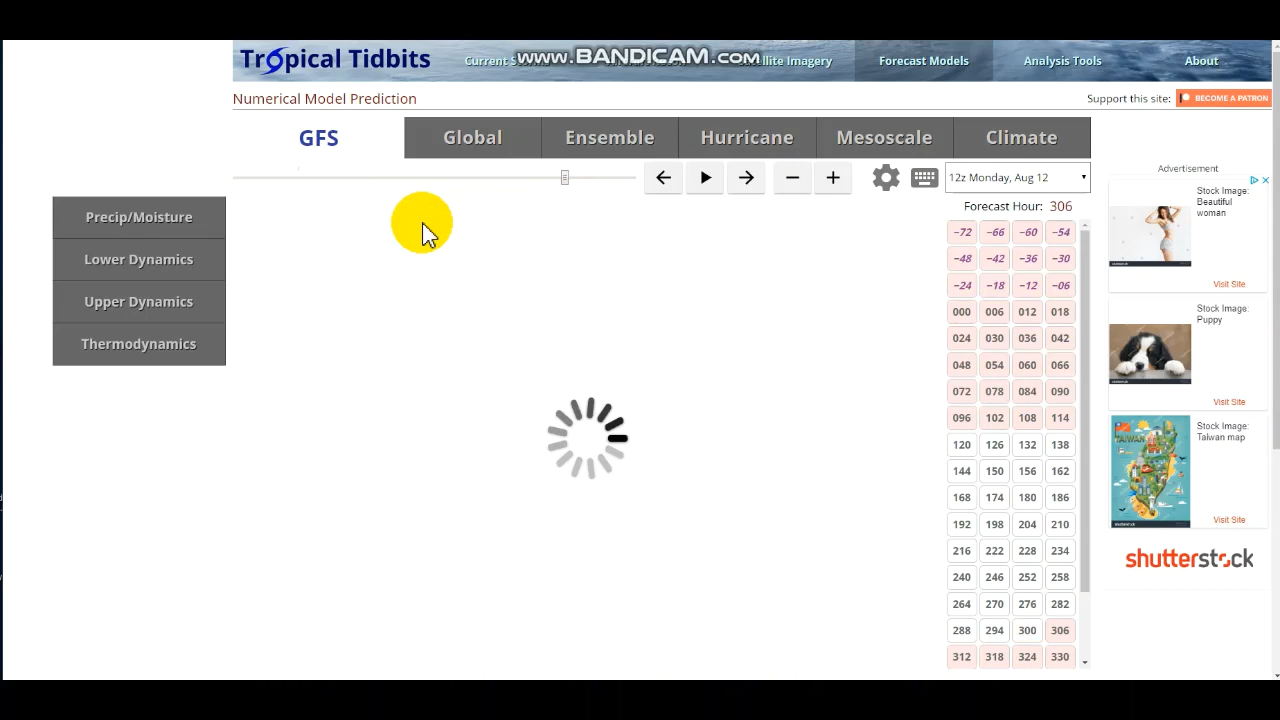 Tropical Tidbits
www.BANDICAM.com
Satellite Imagery
Forecast Models
Analysis Tools
About
Numerical Model Prediction
Support this site:
BECOME A PATRON
GFS
Global
Ensemble
Hurricane
Mesoscale
Climate
12z Monday, Aug 12
Forecast Hour: 306
Precip/Moisture
Lower Dynamics
Upper Dynamics
Thermodynamics
-72 -66 -60 -54
-48 -42 -36 -30
-24 -18 -12 -06
000 006 012 018
024 030 036 042
048 054 060 066
072 078 084 090
096 102 108 114
120 126 132 138
144 150 156 162
168 174 180 186
192 198 204 210
216 222 228 234
240 246 252 258
264 270 276 282
288 294 300 306
312 318 324 330
Advertisement
Stock Image:
Beautiful
woman
Visit Site
Stock Image:
Puppy
Visit Site
Stock Image:
Taiwan map
Visit Site
TAIWAN
shutterstock